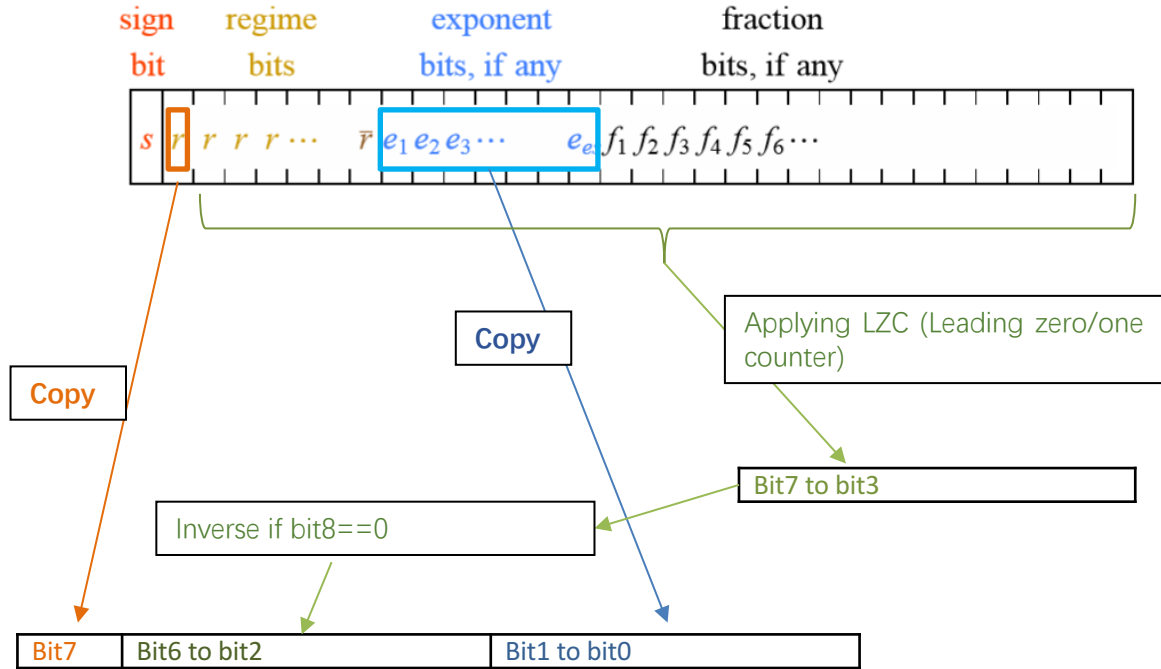 sign regime exponent fraction
bit bits bits, if any bits, if any
s r r r r ⋯ r̄ e₁ e₂ e₃ ⋯ eₑₛ f₁ f₂ f₃ f₄ f₅ f₆ ⋯
Applying LZC (Leading zero/one
counter)
Copy
Copy
Bit7 to bit3
Inverse if bit8==0
Bit7 Bit6 to bit2 Bit1 to bit0